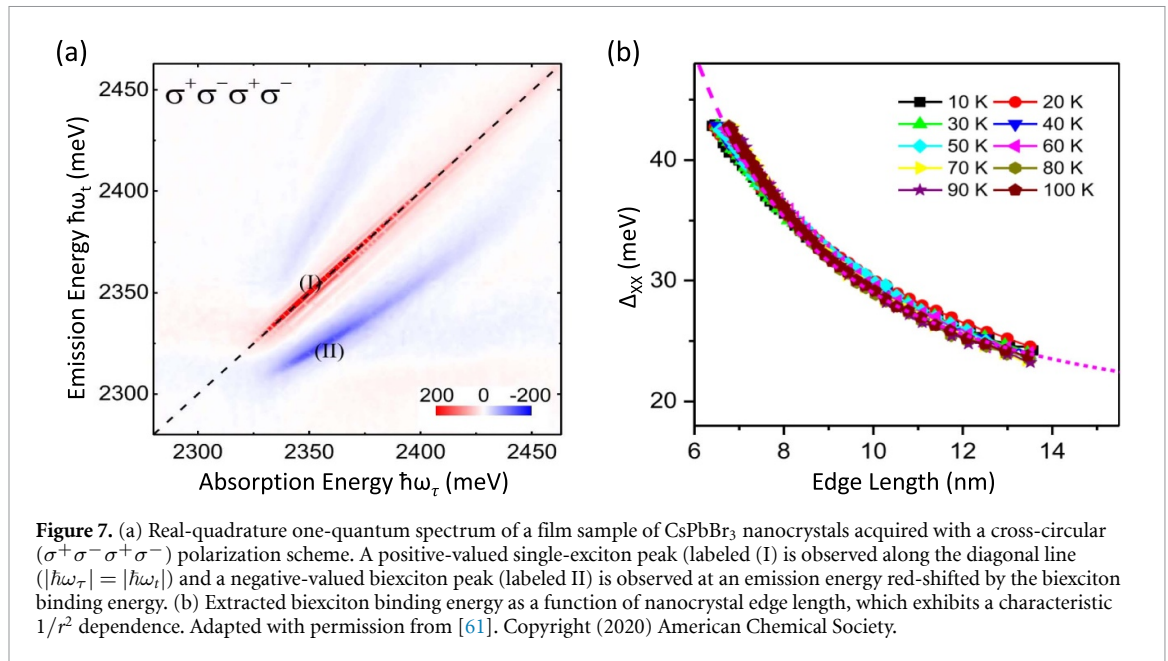 (a)
σ⁺σ⁻σ⁺σ⁻
Emission Energy ħωt (meV)
2450
2400
2350
2300
(I)
(II)
200 0 -200
2300 2350 2400 2450
Absorption Energy ħωτ (meV)
(b)
ΔXX (meV)
40
30
20
10 K 20 K
30 K 40 K
50 K 60 K
70 K 80 K
90 K 100 K
6 8 10 12 14
Edge Length (nm)
Figure 7. (a) Real-quadrature one-quantum spectrum of a film sample of CsPbBr₃ nanocrystals acquired with a cross-circular
(σ⁺σ⁻σ⁺σ⁻) polarization scheme. A positive-valued single-exciton peak (labeled (I) is observed along the diagonal line
(|ħωτ| = |ħωt|) and a negative-valued biexciton peak (labeled II) is observed at an emission energy red-shifted by the biexciton
binding energy. (b) Extracted biexciton binding energy as a function of nanocrystal edge length, which exhibits a characteristic
1/r² dependence. Adapted with permission from [61]. Copyright (2020) American Chemical Society.